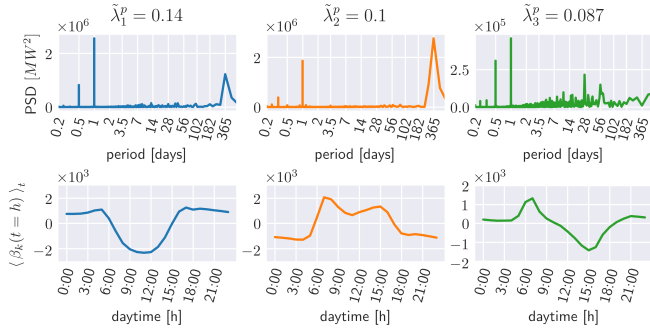 λ̃₁ᵖ = 0.14 λ̃₂ᵖ = 0.1 λ̃₃ᵖ = 0.087
×10⁶ ×10⁶ ×10⁵
PSD [MW²]
2 2 5.0
0 0 2.5
0.0
0.2 0.5 1 2 3.5 7 14 28 52 102 182 365 0.2 0.5 1 2 3.5 7 14 28 52 102 182 365 0.2 0.5 1 2 3.5 7 14 28 56 102 182 365
period [days] period [days] period [days]
×10³ ×10³ ×10³
⟨ βₖ(t = h) ⟩ₜ
2 2 2
0 0 1
−2 −2 0
−1
−2
0:00 3:00 6:00 9:00 12:00 15:00 18:00 21:00 0:00 3:00 6:00 9:00 12:00 15:00 18:00 21:00 0:00 3:00 6:00 9:00 12:00 15:00 18:00 21:00
daytime [h] daytime [h] daytime [h]